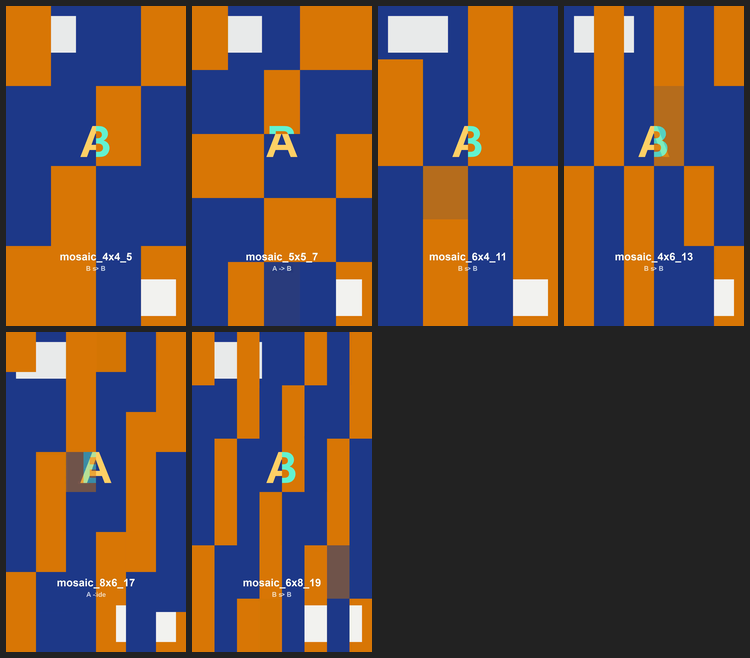 mosaic_4x4_5
B s> B
A
mosaic_5x5_7
A -> B
mosaic_6x4_11
B s> B
mosaic_4x6_13
B s> B
A
mosaic_8x6_17
mosaic_6x8_19
B s> B